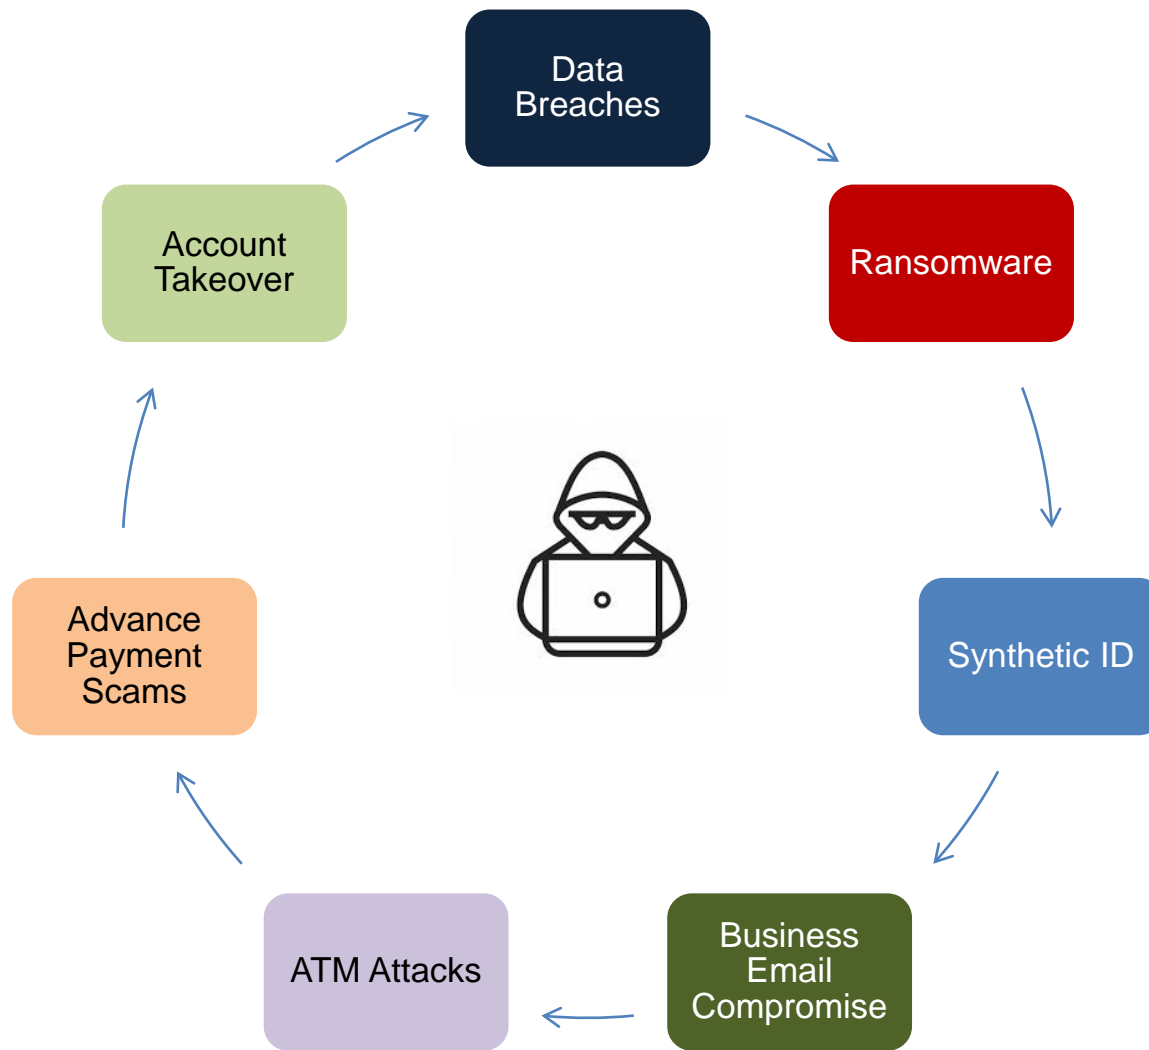 Data
Breaches
Ransomware
Synthetic ID
Business
Email
Compromise
ATM Attacks
Advance
Payment
Scams
Account
Takeover